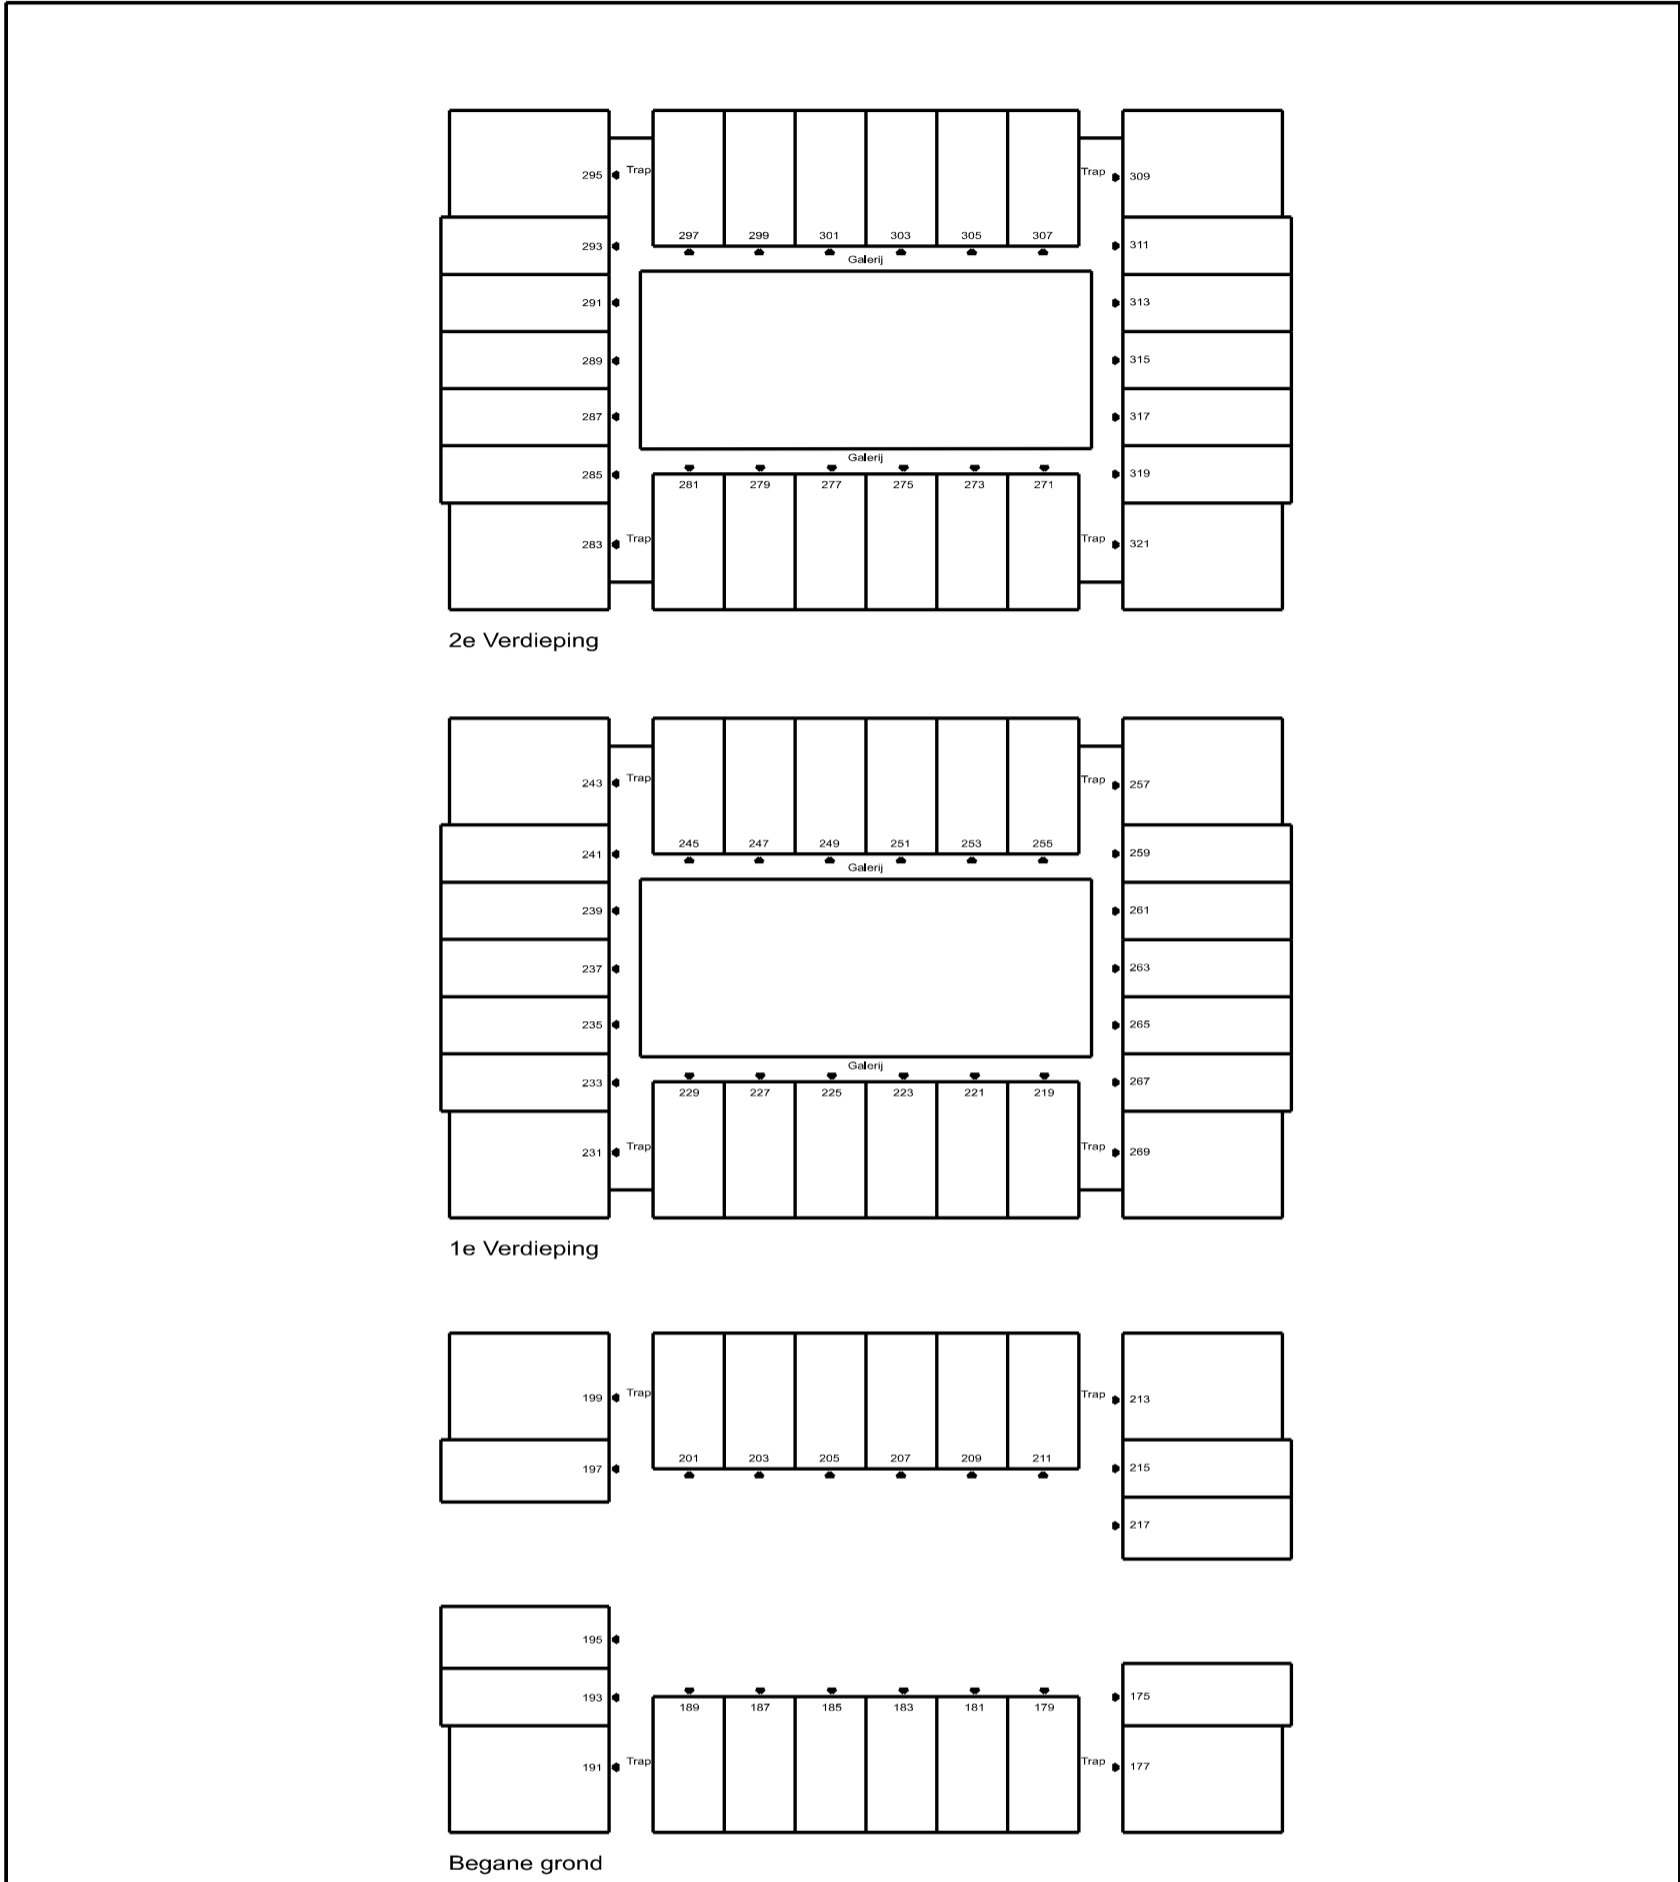 295 Trap Trap 309
297 299 301 303 305 307
293 311
Galerij
291 313
289 315
287 317
Galerij
285 319
281 279 277 275 273 271
283 Trap Trap 321
2e Verdieping
243 Trap Trap 257
245 247 249 251 253 255
241 259
Galerij
239 261
237 263
235 265
Galerij
233 267
229 227 225 223 221 219
231 Trap Trap 269
1e Verdieping
199 Trap Trap 213
201 203 205 207 209 211
197 215
217
195
193 175
189 187 185 183 181 179
191 Trap Trap 177
Begane grond